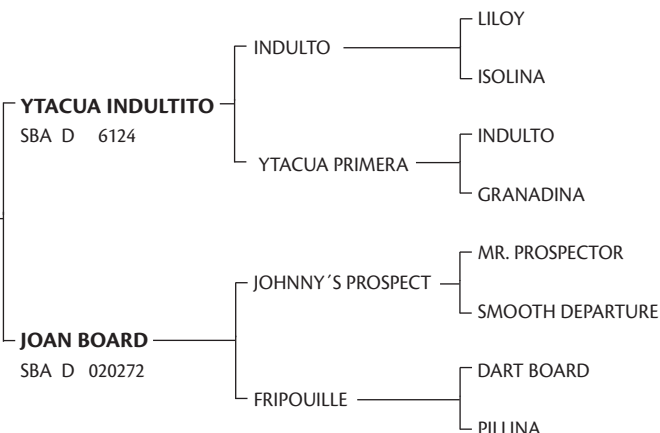 LILOY
INDULTO
ISOLINA
YTACUA INDULTITO
SBA D 6124
INDULTO
YTACUA PRIMERA
GRANADINA
MR. PROSPECTOR
JOHNNY´S PROSPECT
SMOOTH DEPARTURE
JOAN BOARD
SBA D 020272
DART BOARD
FRIPOUILLE